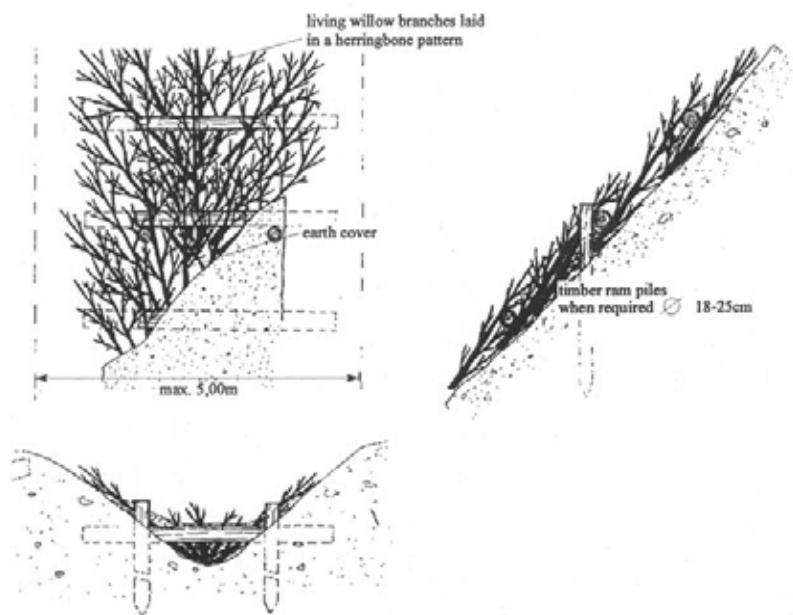 living willow branches laid
in a herringbone pattern
earth cover
max. 5,00m
timber ram piles
when required ∅ 18-25cm